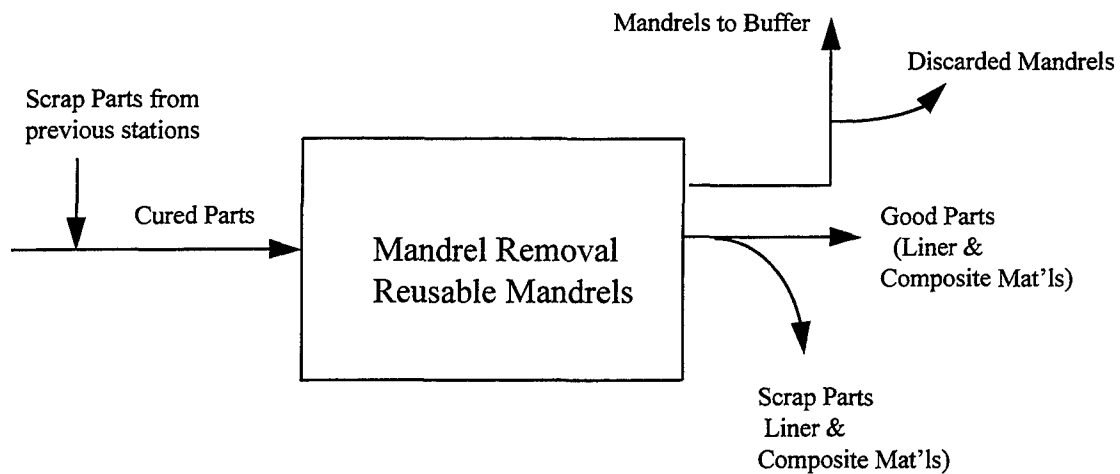 Mandrels to Buffer
Discarded Mandrels
Scrap Parts from
previous stations
Cured Parts
Mandrel Removal
Reusable Mandrels
Good Parts
(Liner &
Composite Mat'ls)
Scrap Parts
Liner &
Composite Mat'ls)